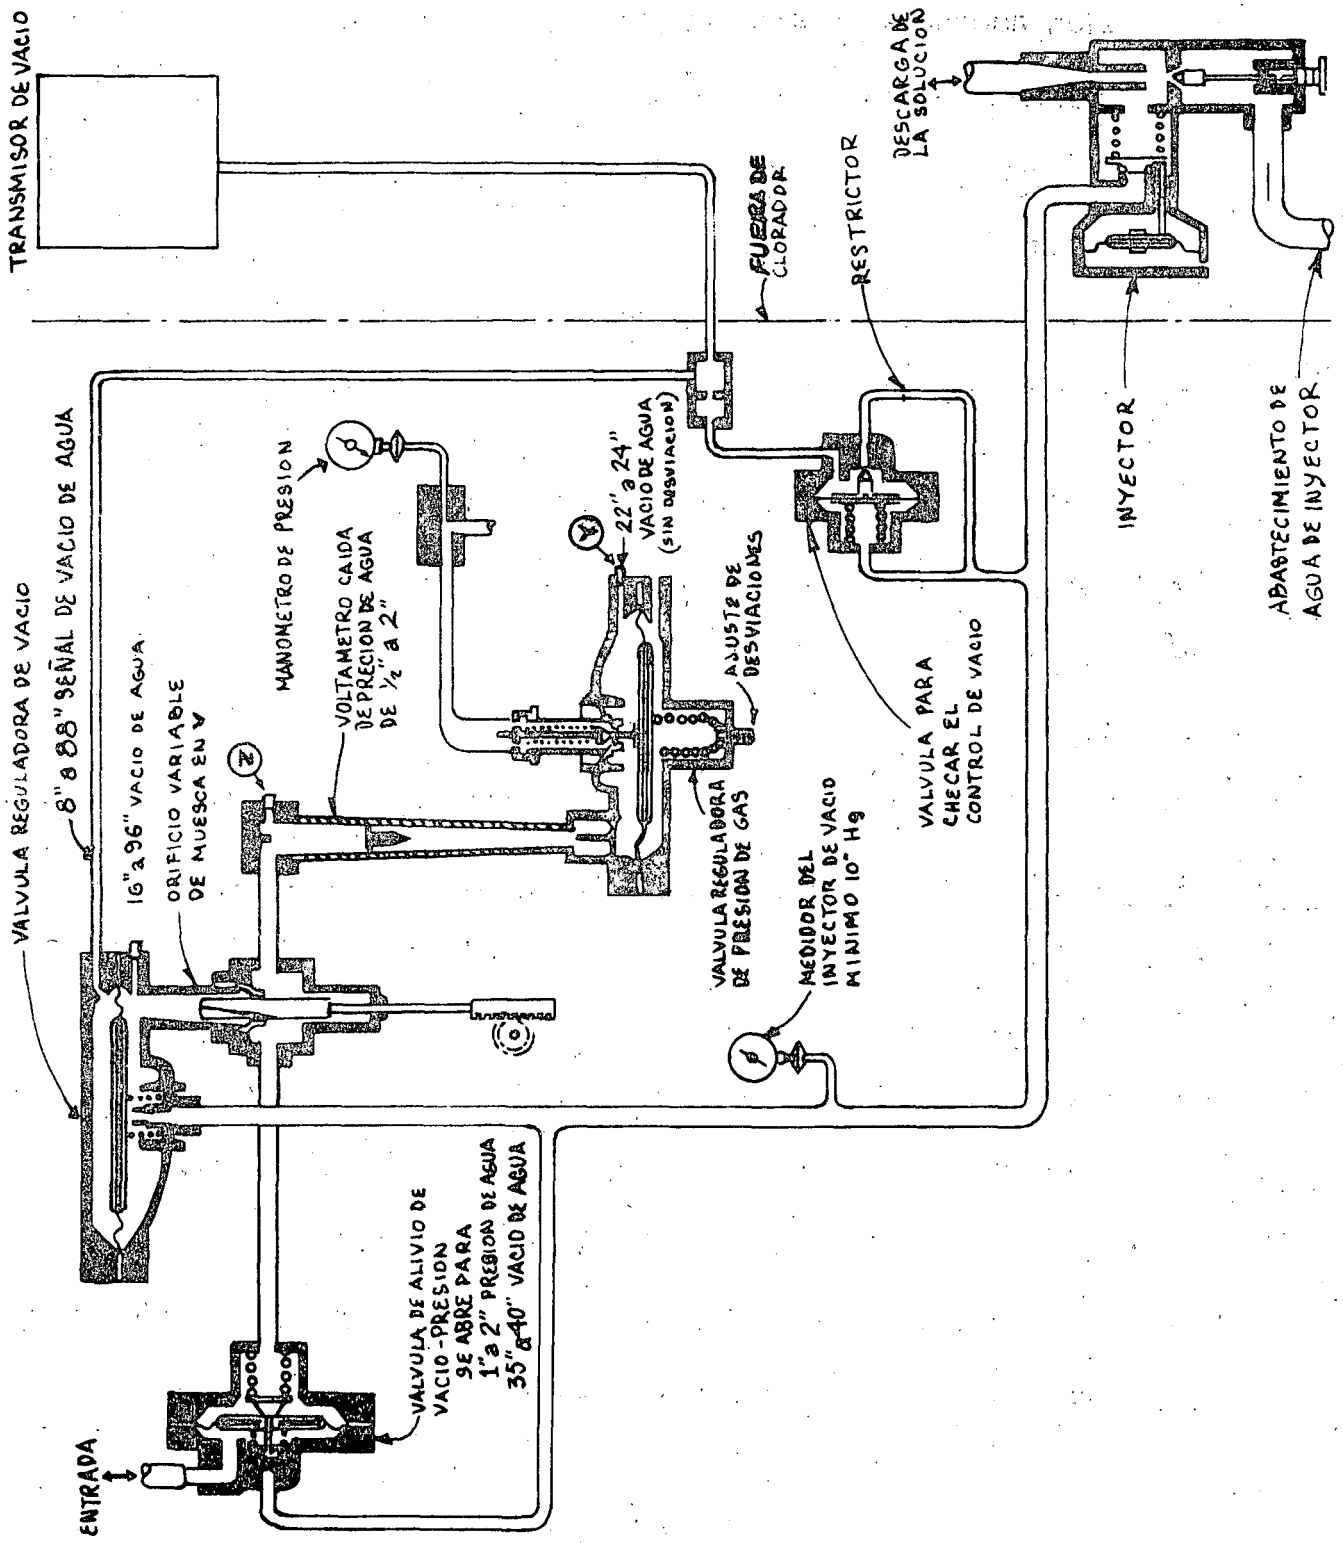 TRANSMISOR DE VACIO
VALVULA REGULADORA DE VACIO
8" a 88" SEÑAL DE VACIO DE AGUA
16" a 96" VACIO DE AGUA
ORIFICIO VARIABLE
DE MUESCA EN V
2
MANOMETRO DE PRESION
VOLTAMETRO CAIDA
DE PRECION DE AGUA
DE 1/2" a 2"
22" a 24"
VACIO DE AGUA
(SIN DESVIACION)
AJUSTE DE
DESVIACIONES
VALVULA REGULADORA
DE PRESION DE GAS
FUERA DE
CLORADOR
RESTRICTOR
DESCARGA DE
LA SOLUCION
VALVULA PARA
CHECAR EL
CONTROL DE VACIO
MEDIDOR DEL
INYECTOR DE VACIO
MINIMO 10" Hg
INYECTOR
ABASTECIMIENTO DE
AGUA DE INYECTOR
ENTRADA
VALVULA DE ALIVIO DE
VACIO-PRESION
SE ABRE PARA
1" a 2" PRESION DE AGUA
35" a 40" VACIO DE AGUA